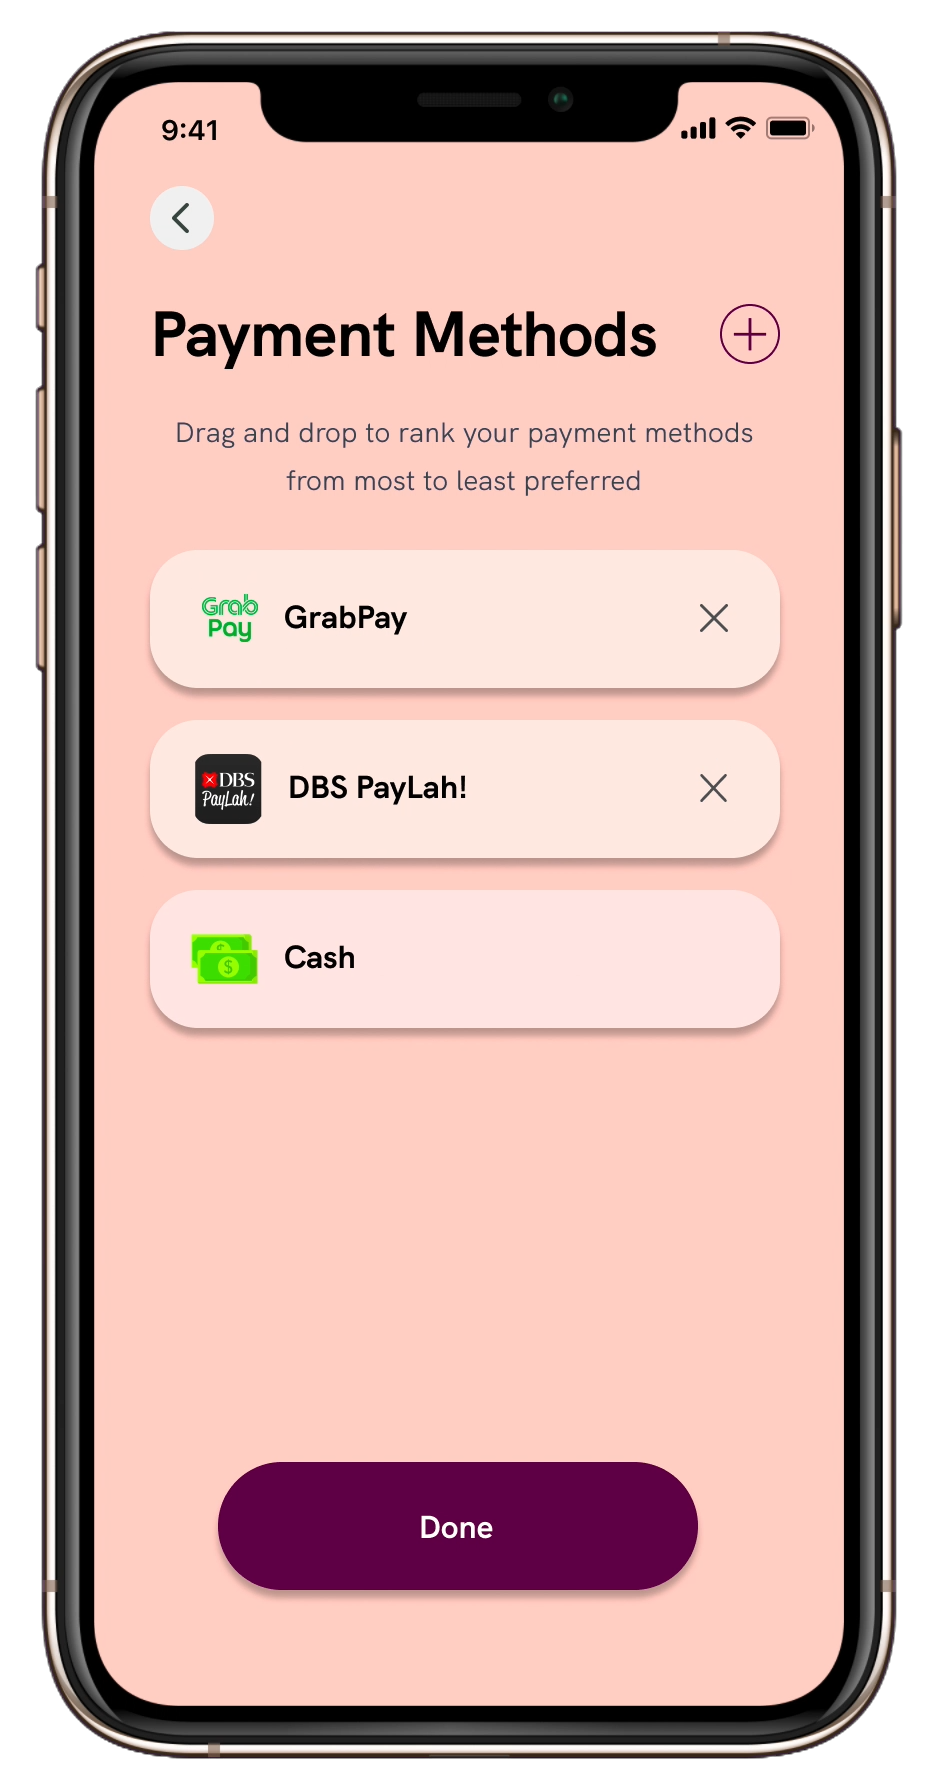 9:41
Payment Methods
Drag and drop to rank your payment methods
from most to least preferred
Grab
Pay
GrabPay
DBS
PayLah!
DBS PayLah!
$
$
Cash
Done